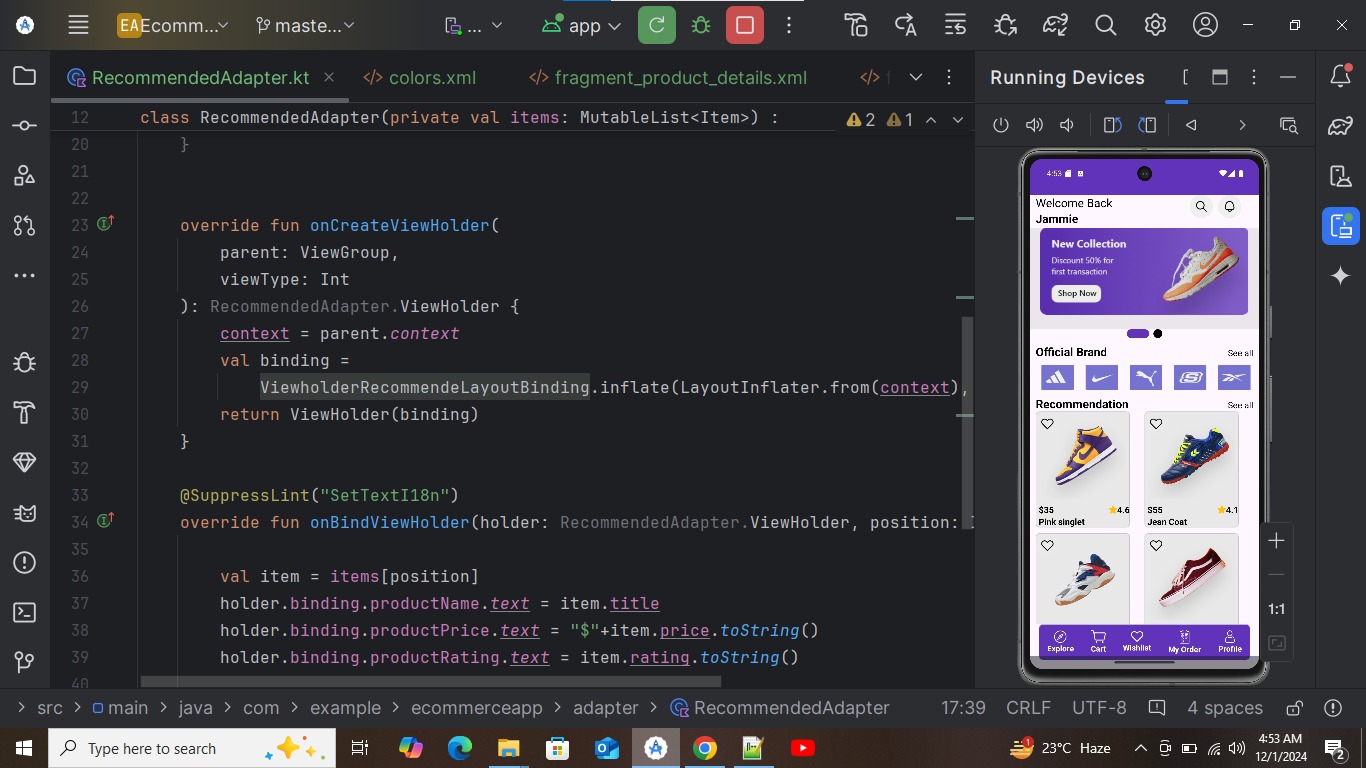 EA Ecomm...
maste...
...
app
RecommendedAdapter.kt
colors.xml
fragment_product_details.xml
Running Devices
12 class RecommendedAdapter(private val items: MutableList<Item>) :
2 1
20 }
21
22
23 override fun onCreateViewHolder(
24 parent: ViewGroup,
25 viewType: Int
26 ): RecommendedAdapter.ViewHolder {
27 context = parent.context
28 val binding =
29 ViewholderRecommendeLayoutBinding.inflate(LayoutInflater.from(context),
30 return ViewHolder(binding)
31 }
32
33 @SuppressLint("SetTextI18n")
34 override fun onBindViewHolder(holder: RecommendedAdapter.ViewHolder, position:
35
36 val item = items[position]
37 holder.binding.productName.text = item.title
38 holder.binding.productPrice.text = "$"+item.price.toString()
39 holder.binding.productRating.text = item.rating.toString()
40
4:53
Welcome Back
Jammie
New Collection
Discount 50% for
first transaction
Shop Now
Official Brand See all
Recommendation See all
$35 4.6
Pink singlet
$55 4.1
Jean Coat
Explore Cart Wishlist My Order Profile
1:1
src main java com example ecommerceapp adapter RecommendedAdapter
17:39 CRLF UTF-8 4 spaces
Type here to search
1
23°C Haze
4:53 AM
12/1/2024
2